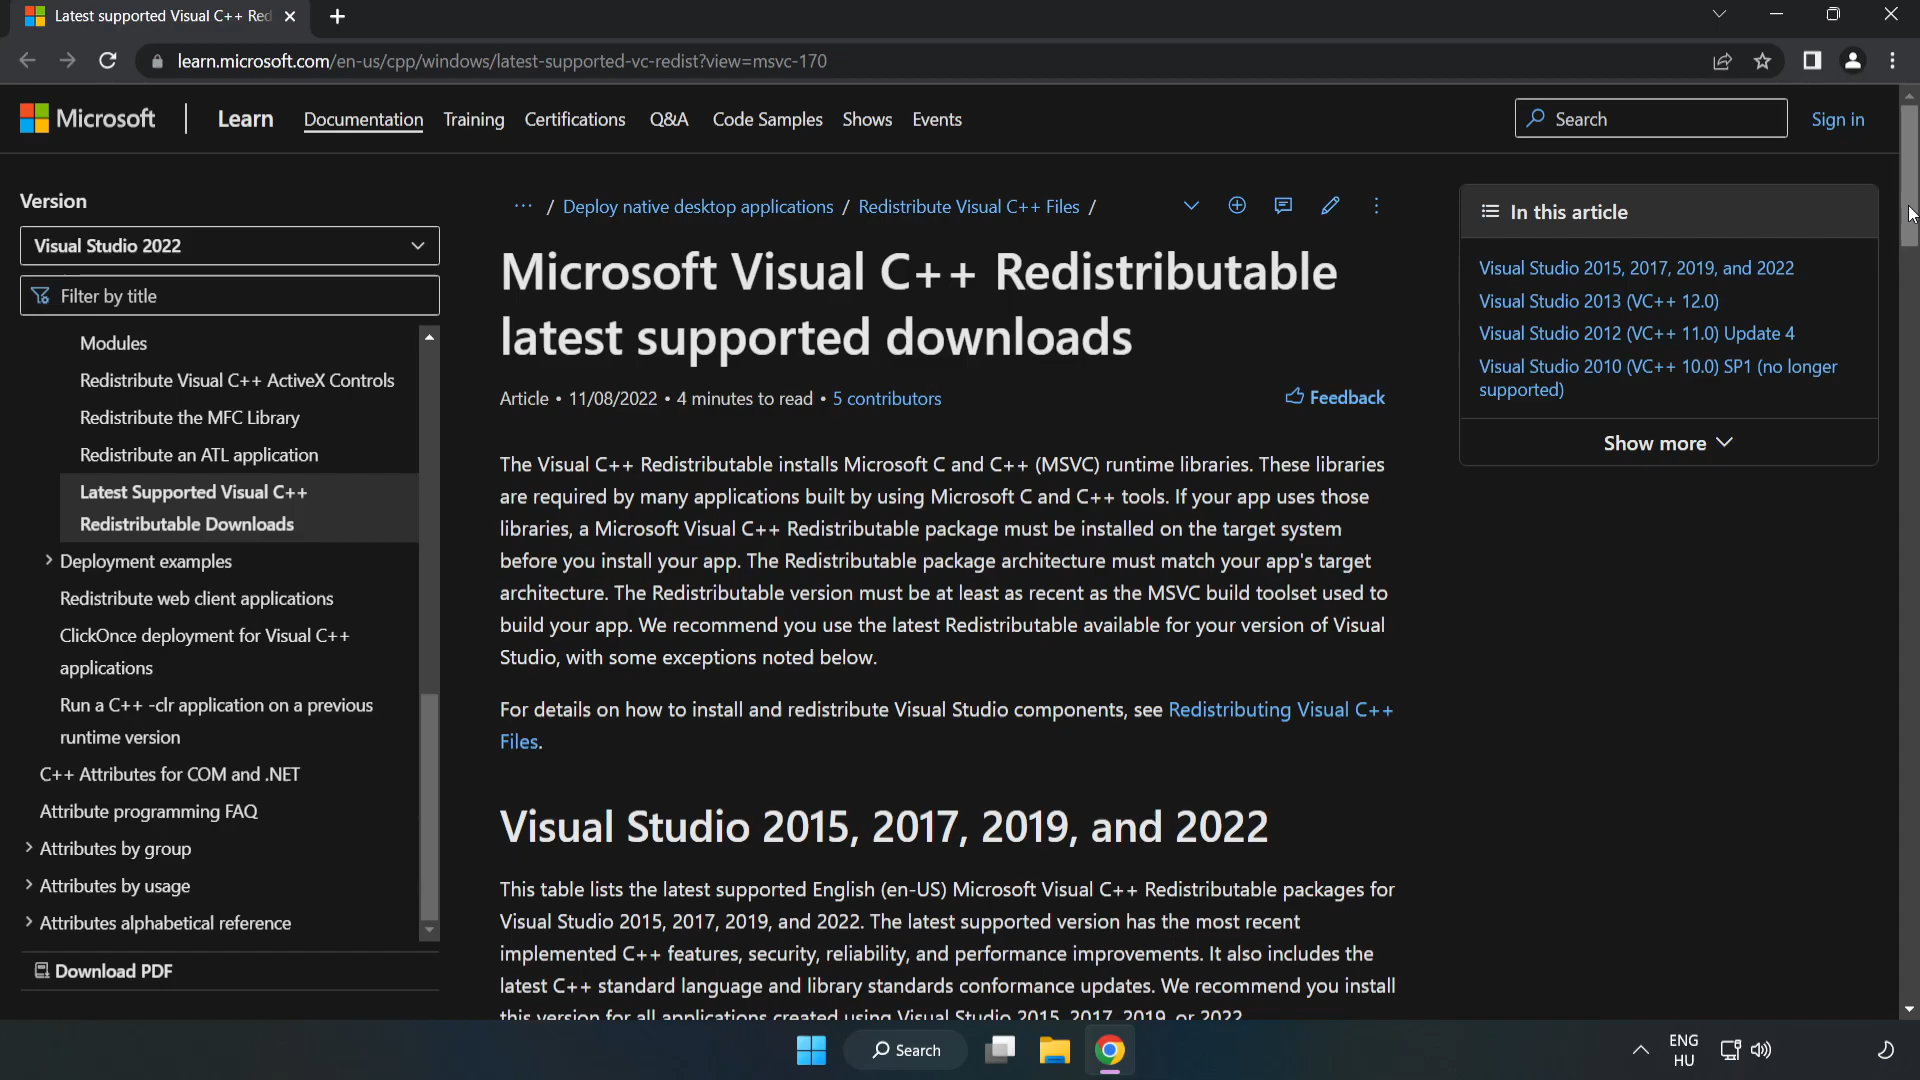 Latest supported Visual C++ Red
learn.microsoft.com/en-us/cpp/windows/latest-supported-vc-redist?view=msvc-170
Microsoft
Learn
Documentation
Training
Certifications
Q&A
Code Samples
Shows
Events
Search
Sign in
Version
Visual Studio 2022
Filter by title
Modules
Redistribute Visual C++ ActiveX Controls
Redistribute the MFC Library
Redistribute an ATL application
Latest Supported Visual C++
Redistributable Downloads
Deployment examples
Redistribute web client applications
ClickOnce deployment for Visual C++
applications
Run a C++ -clr application on a previous
runtime version
C++ Attributes for COM and .NET
Attribute programming FAQ
Attributes by group
Attributes by usage
Attributes alphabetical reference
Download PDF
... / Deploy native desktop applications / Redistribute Visual C++ Files /
Microsoft Visual C++ Redistributable
latest supported downloads
Article • 11/08/2022 • 4 minutes to read • 5 contributors
Feedback
The Visual C++ Redistributable installs Microsoft C and C++ (MSVC) runtime libraries. These libraries
are required by many applications built by using Microsoft C and C++ tools. If your app uses those
libraries, a Microsoft Visual C++ Redistributable package must be installed on the target system
before you install your app. The Redistributable package architecture must match your app's target
architecture. The Redistributable version must be at least as recent as the MSVC build toolset used to
build your app. We recommend you use the latest Redistributable available for your version of Visual
Studio, with some exceptions noted below.
For details on how to install and redistribute Visual Studio components, see Redistributing Visual C++
Files.
Visual Studio 2015, 2017, 2019, and 2022
This table lists the latest supported English (en-US) Microsoft Visual C++ Redistributable packages for
Visual Studio 2015, 2017, 2019, and 2022. The latest supported version has the most recent
implemented C++ features, security, reliability, and performance improvements. It also includes the
latest C++ standard language and library standards conformance updates. We recommend you install
this version for all applications created using Visual Studio 2015, 2017, 2019, or 2022.
In this article
Visual Studio 2015, 2017, 2019, and 2022
Visual Studio 2013 (VC++ 12.0)
Visual Studio 2012 (VC++ 11.0) Update 4
Visual Studio 2010 (VC++ 10.0) SP1 (no longer
supported)
Show more
Search
ENG
HU